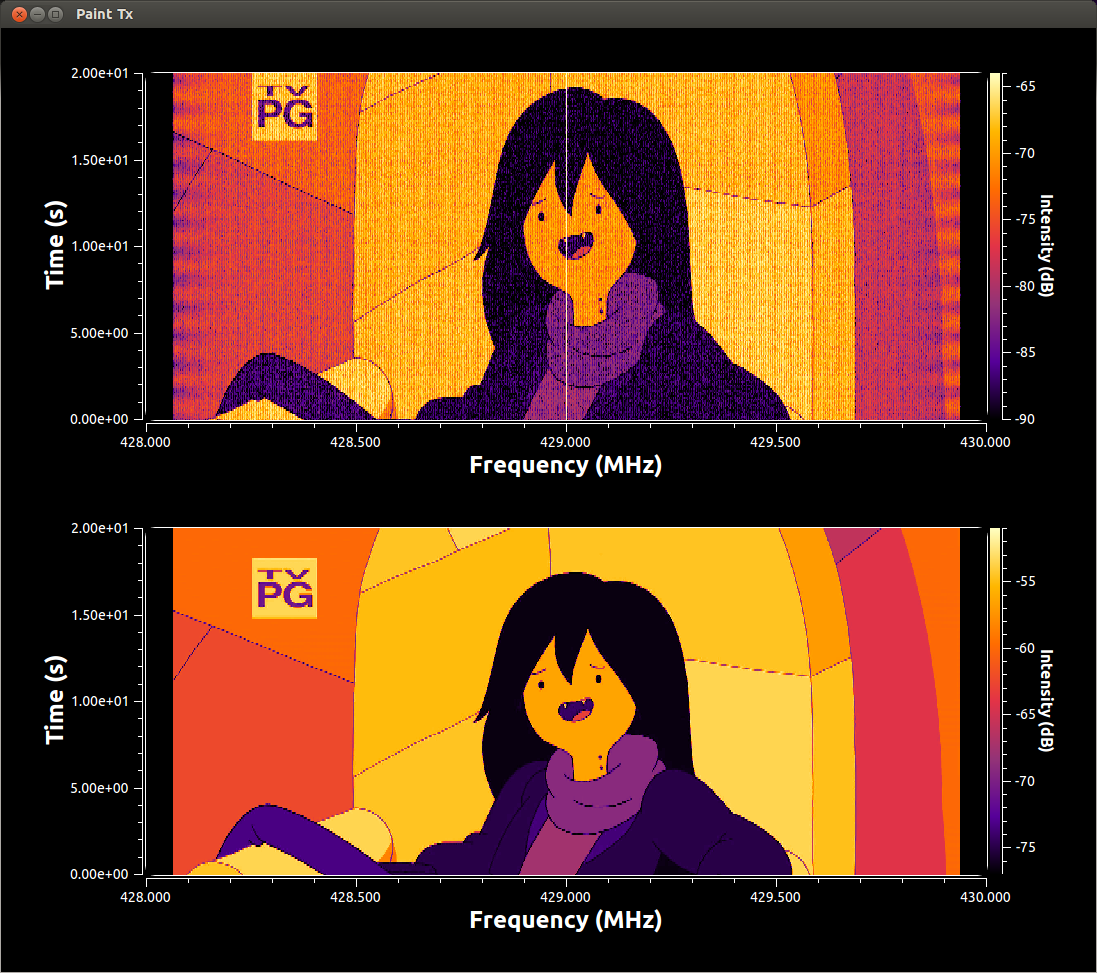 Paint Tx
2.00e+01
1.50e+01
1.00e+01
5.00e+00
0.00e+00
Time (s)
TV
PG
428.000 428.500 429.000 429.500 430.000
Frequency (MHz)
-65
-70
-75
-80
-85
-90
Intensity (dB)
2.00e+01
1.50e+01
1.00e+01
5.00e+00
0.00e+00
Time (s)
TV
PG
428.000 428.500 429.000 429.500 430.000
Frequency (MHz)
-55
-60
-65
-70
-75
Intensity (dB)